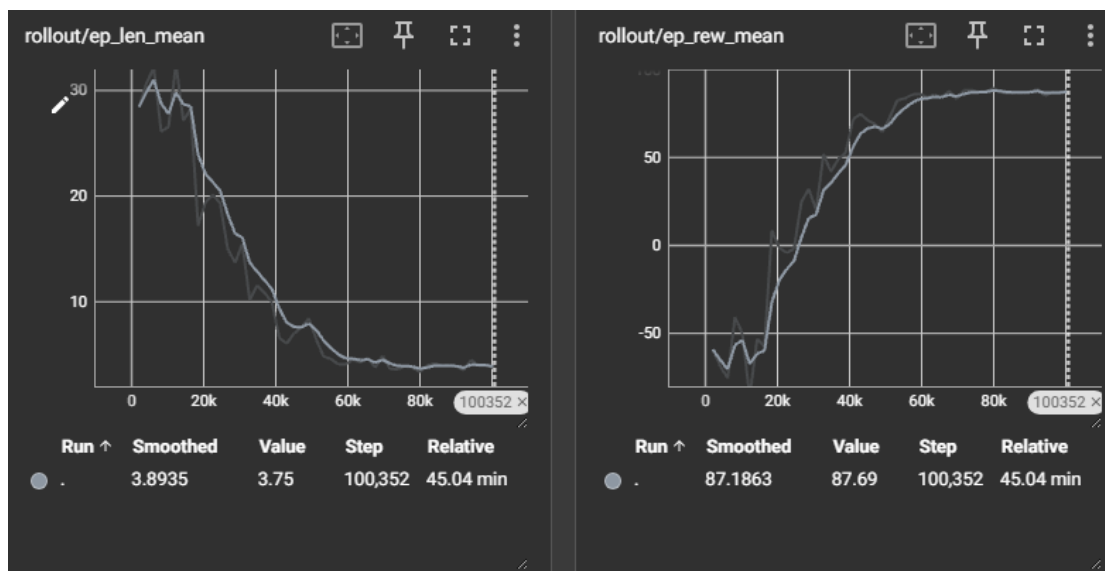 rollout/ep_len_mean
30
20
10
0 20k 40k 60k 80k 100352 ×
Run ↑ Smoothed Value Step Relative
. 3.8935 3.75 100,352 45.04 min
rollout/ep_rew_mean
100
50
0
-50
0 20k 40k 60k 80k 100352 ×
Run ↑ Smoothed Value Step Relative
. 87.1863 87.69 100,352 45.04 min